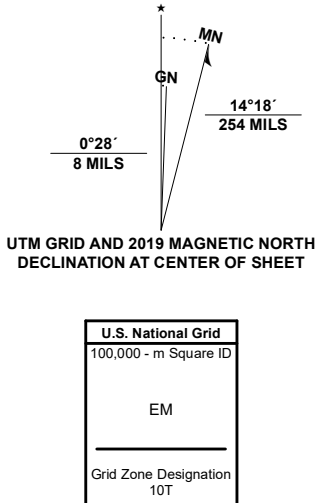 ★
MN
GN
0°28´
8 MILS
14°18´
254 MILS
UTM GRID AND 2019 MAGNETIC NORTH
DECLINATION AT CENTER OF SHEET
U.S. National Grid
100,000 - m Square ID
EM
Grid Zone Designation
10T